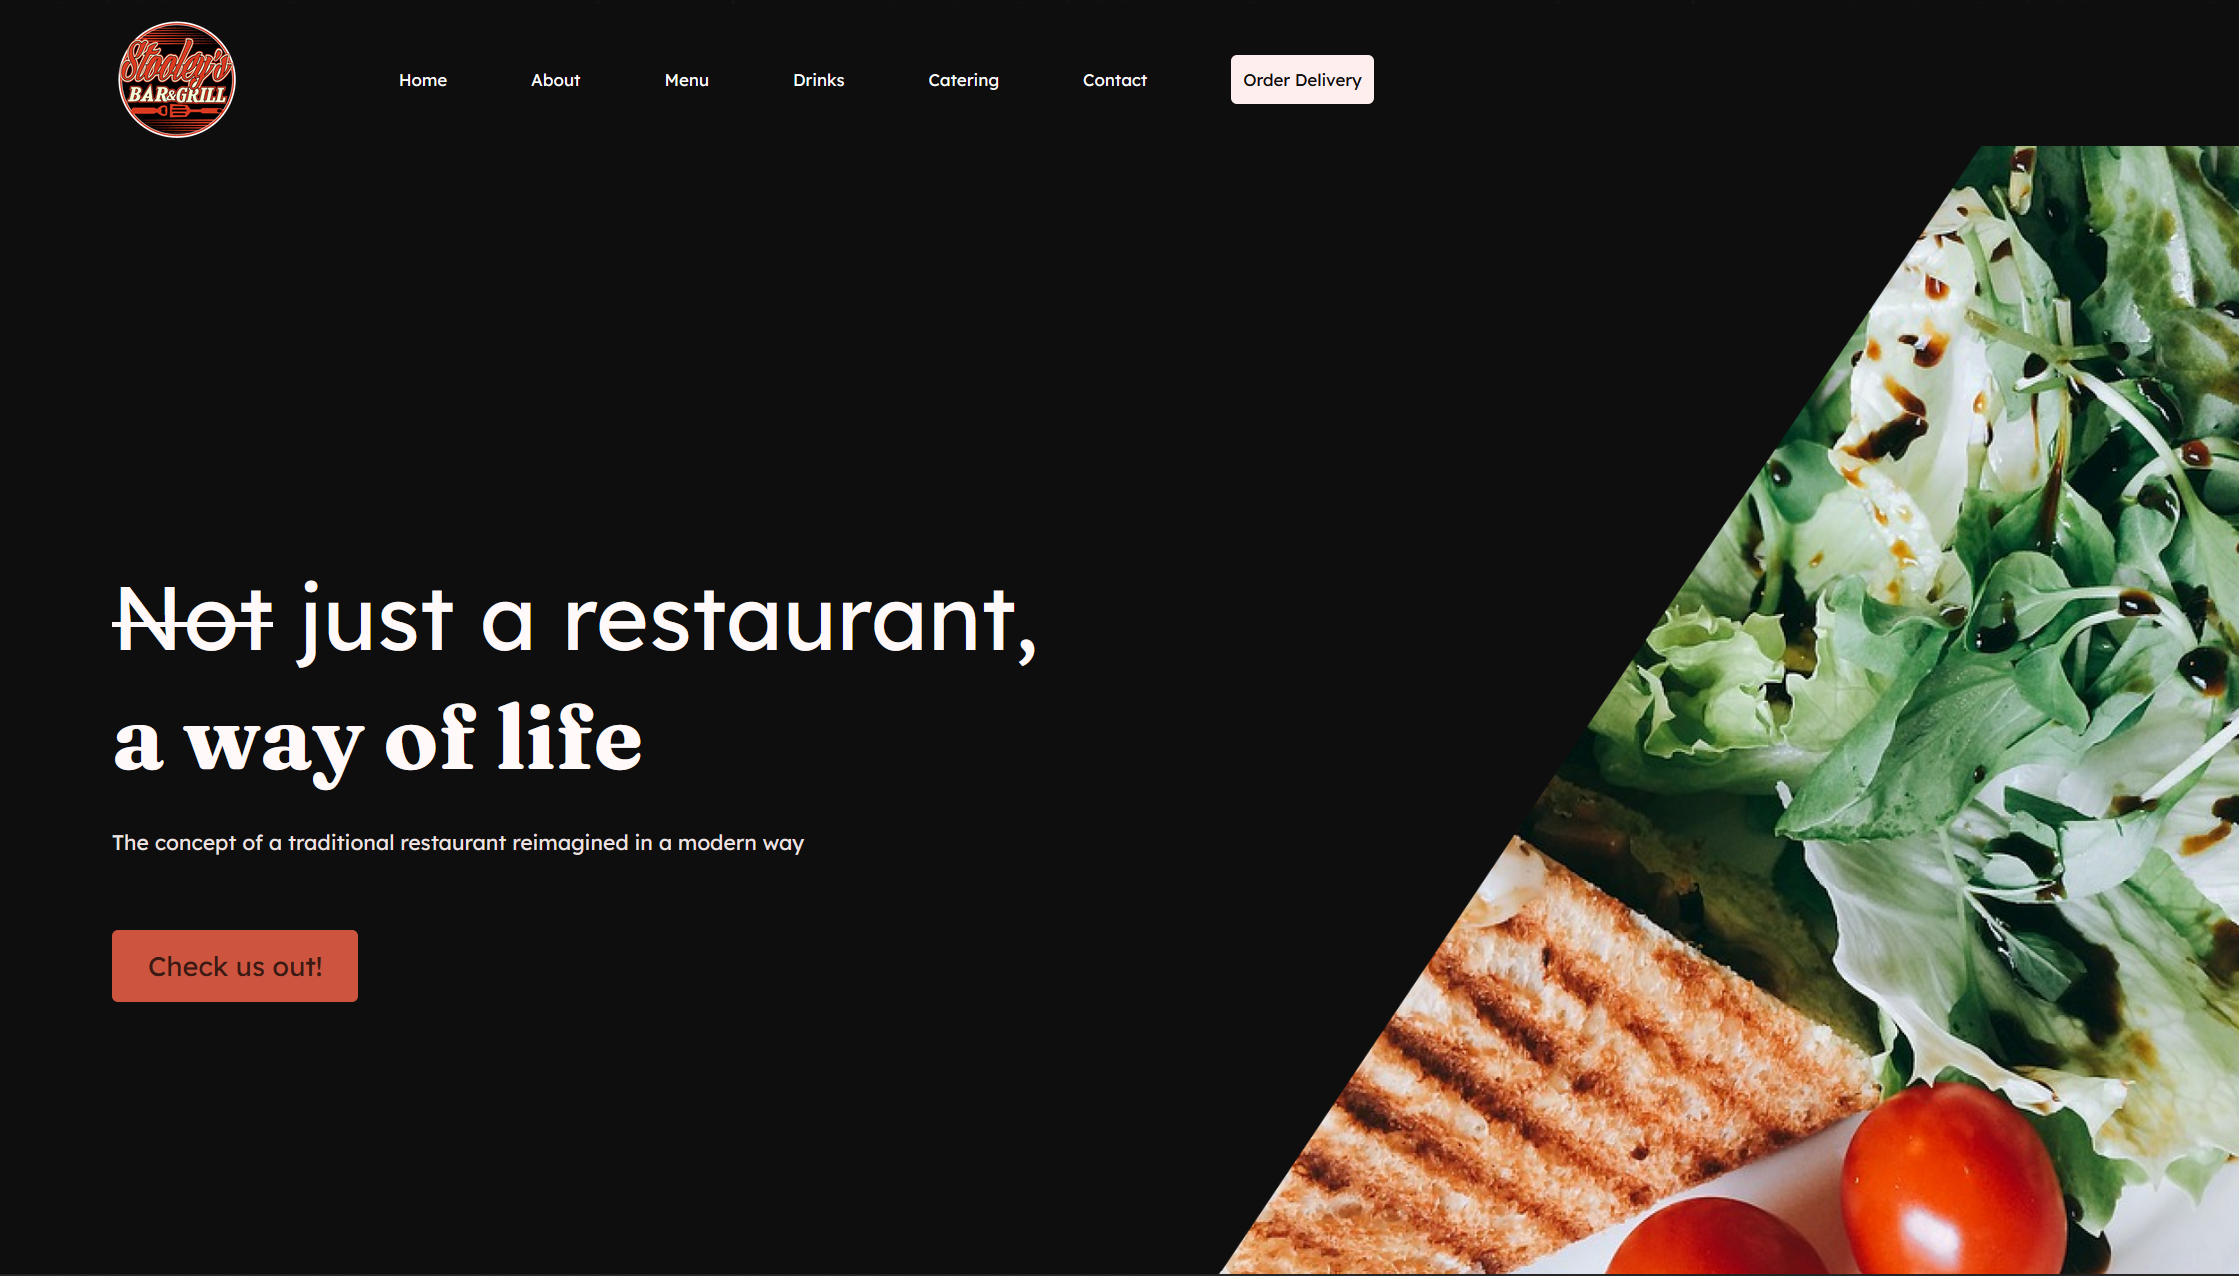 Stooley's
BAR&GRILL
Home
About
Menu
Drinks
Catering
Contact
Order Delivery
Not just a restaurant,
a way of life
The concept of a traditional restaurant reimagined in a modern way
Check us out!